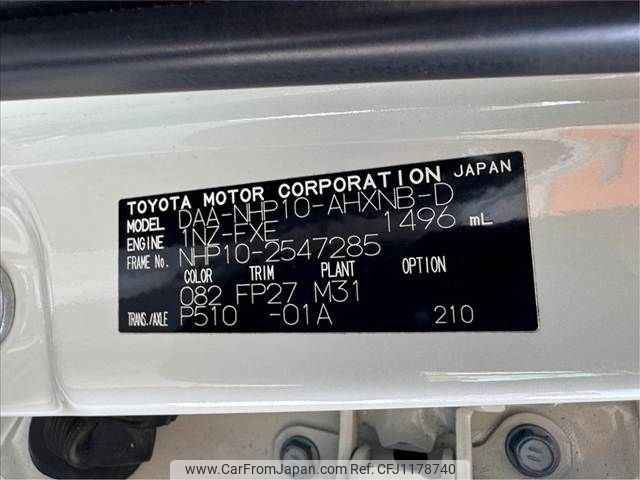 TOYOTA MOTOR CORPORATION JAPAN
MODEL DAA-NHP10-AHXNB-D
ENGINE 1NZ-FXE 1496 mL
FRAME No. NHP10-2547285
COLOR TRIM PLANT OPTION
082 FP27 M31
TRANS./AXLE P510 -01A 210
www.CarFromJapan.com | Ref:CFJ1178740